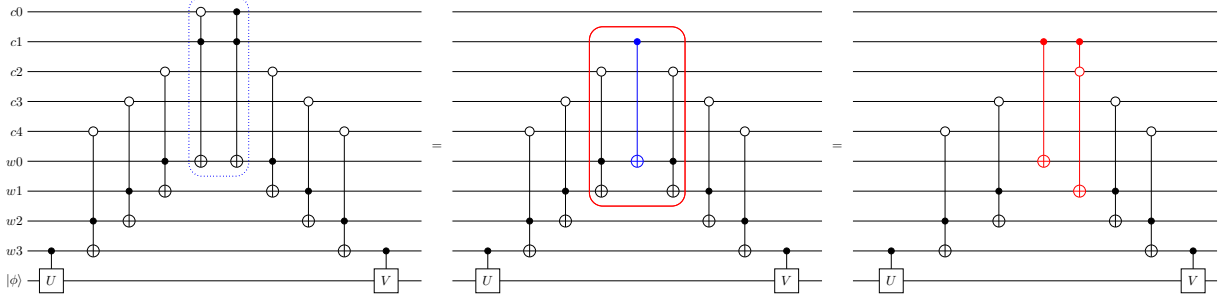 c0
c1
c2
c3
c4
w0
w1
w2
w3
|ϕ⟩
U
V
=
U
V
=
U
V